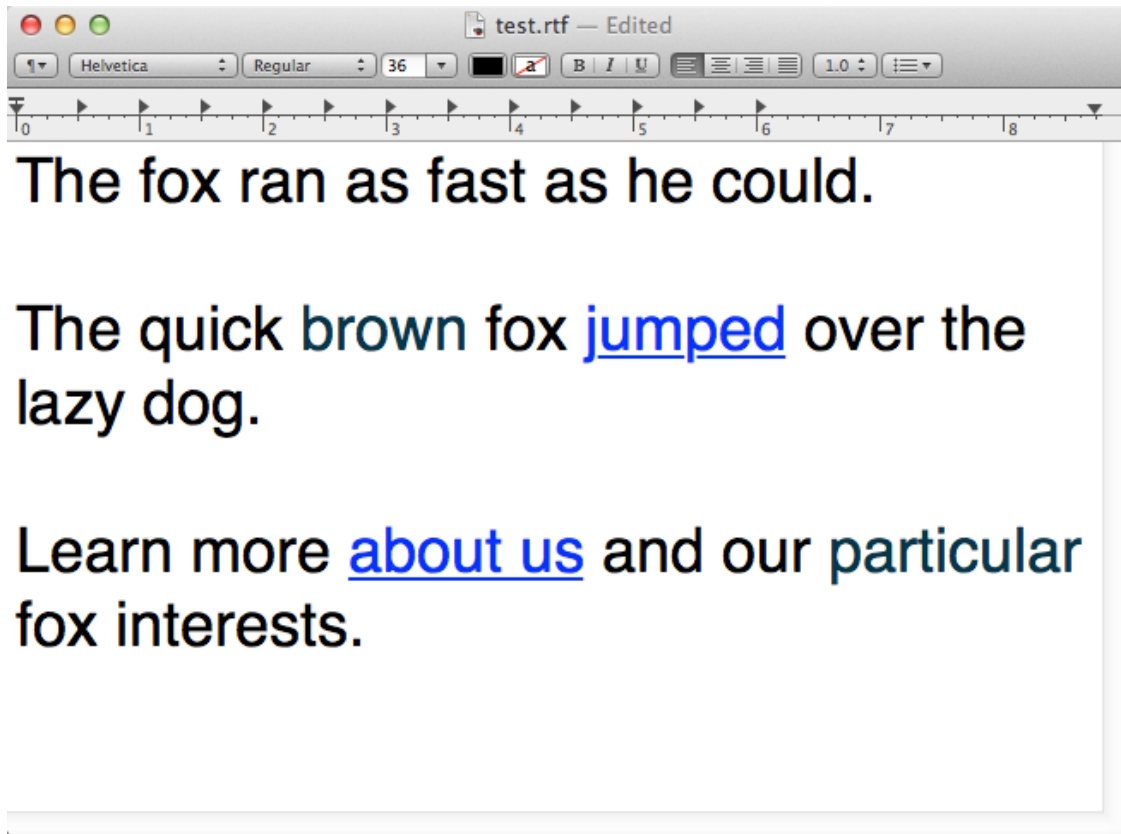 test.rtf — Edited
Helvetica Regular 36 a B I U 1.0
0 1 2 3 4 5 6 7 8
The fox ran as fast as he could.
The quick brown fox jumped over the
lazy dog.
Learn more about us and our particular
fox interests.